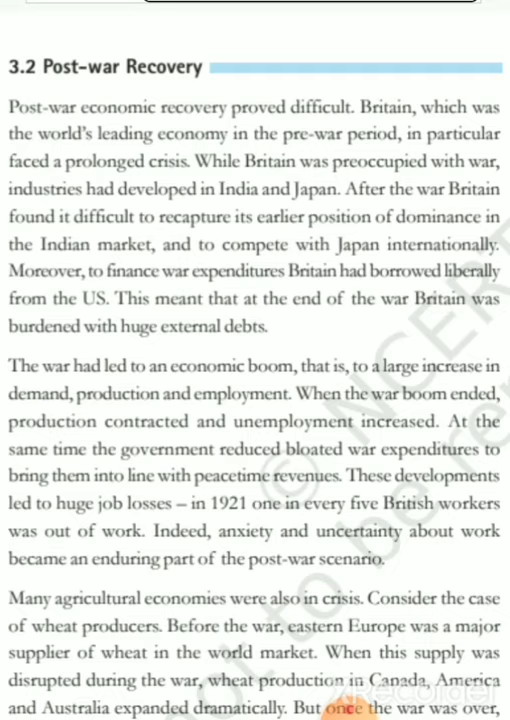 3.2 Post-war Recovery
Post-war economic recovery proved difficult. Britain, which was
the world's leading economy in the pre-war period, in particular
faced a prolonged crisis. While Britain was preoccupied with war,
industries had developed in India and Japan. After the war Britain
found it difficult to recapture its earlier position of dominance in
the Indian market, and to compete with Japan internationally.
Moreover, to finance war expenditures Britain had borrowed liberally
from the US. This meant that at the end of the war Britain was
burdened with huge external debts.
The war had led to an economic boom, that is, to a large increase in
demand, production and employment. When the war boom ended,
production contracted and unemployment increased. At the
same time the government reduced bloated war expenditures to
bring them into line with peacetime revenues. These developments
led to huge job losses – in 1921 one in every five British workers
was out of work. Indeed, anxiety and uncertainty about work
became an enduring part of the post-war scenario.
Many agricultural economies were also in crisis. Consider the case
of wheat producers. Before the war, eastern Europe was a major
supplier of wheat in the world market. When this supply was
disrupted during the war, wheat production in Canada, America
and Australia expanded dramatically. But once the war was over,
© NCERT
not to be re
XRecorder